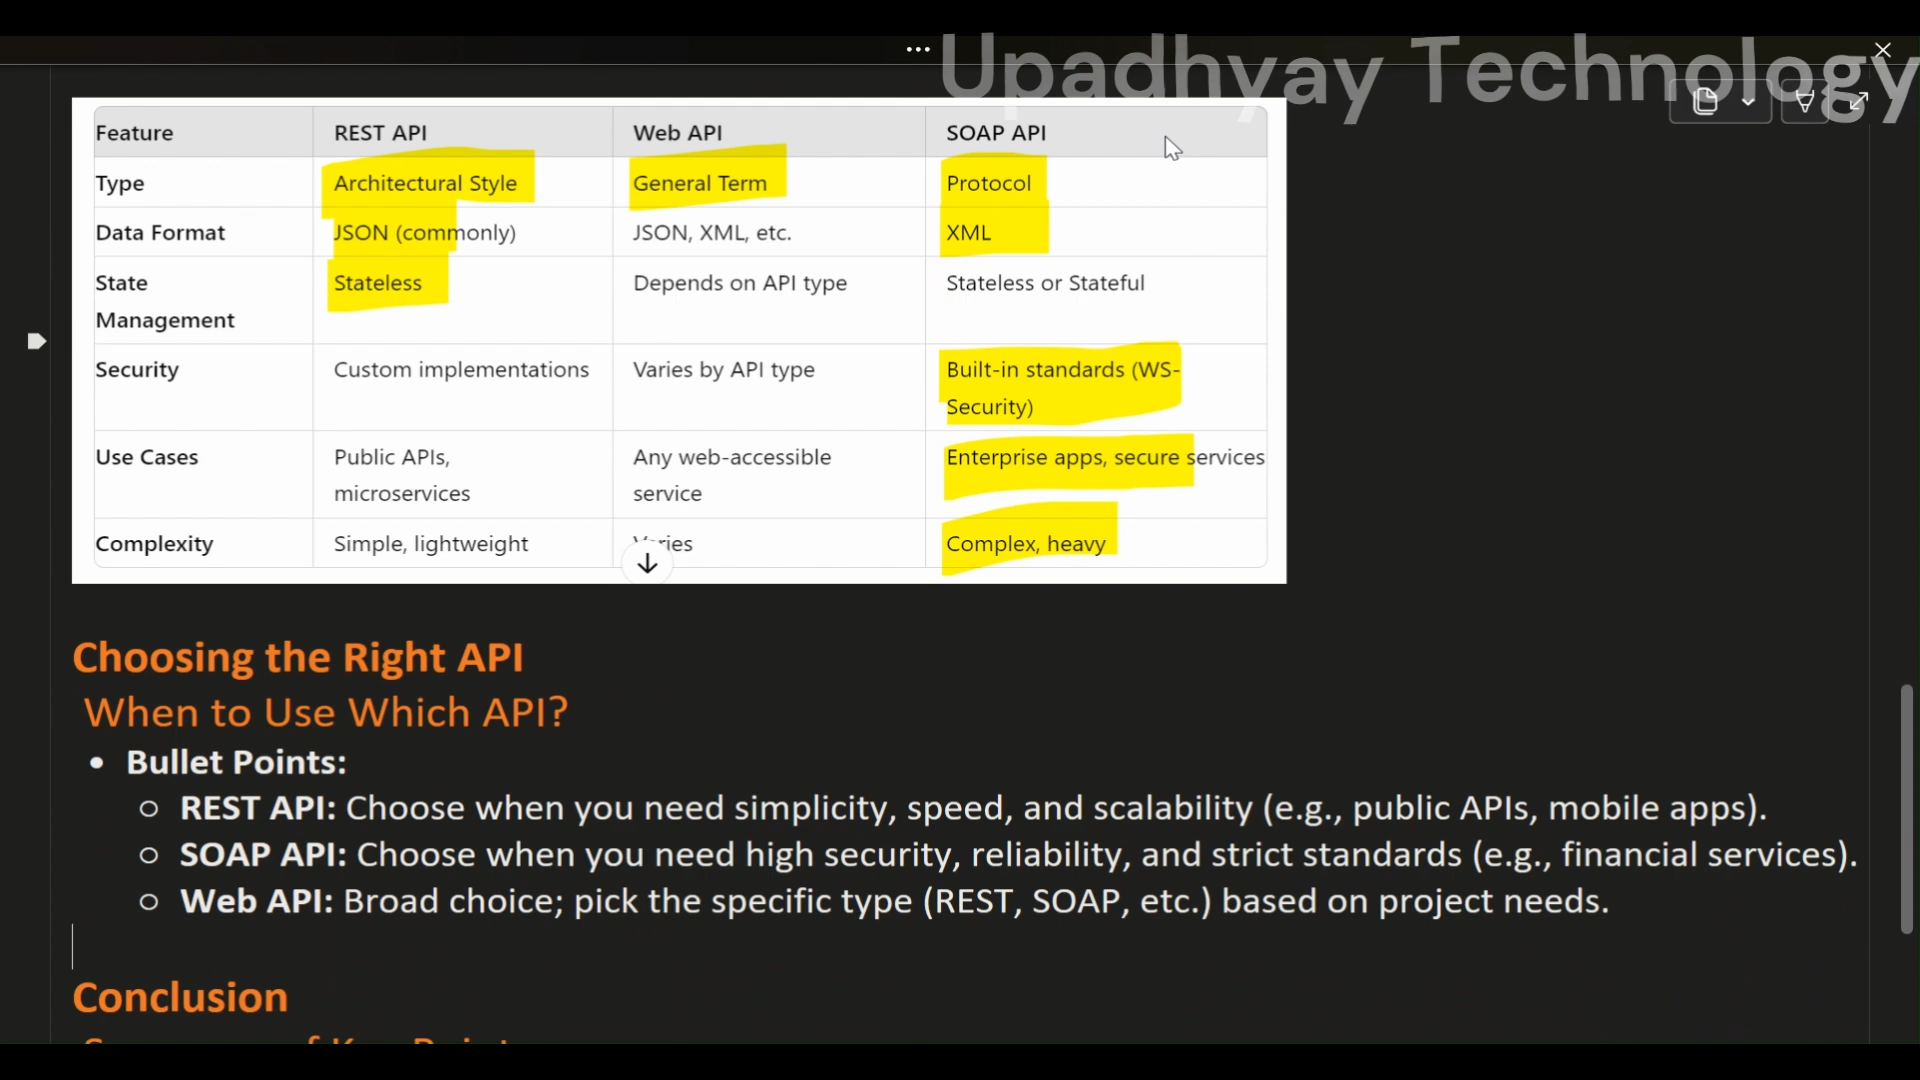 Upadhyay Technology
Feature REST API Web API SOAP API
Type Architectural Style General Term Protocol
Data Format JSON (commonly) JSON, XML, etc. XML
State Stateless Depends on API type Stateless or Stateful
Management
Security Custom implementations Varies by API type Built-in standards (WS-
Security)
Use Cases Public APIs, Any web-accessible Enterprise apps, secure services
microservices service
Complexity Simple, lightweight Varies Complex, heavy
Choosing the Right API
When to Use Which API?
• Bullet Points:
○ REST API: Choose when you need simplicity, speed, and scalability (e.g., public APIs, mobile apps).
○ SOAP API: Choose when you need high security, reliability, and strict standards (e.g., financial services).
○ Web API: Broad choice; pick the specific type (REST, SOAP, etc.) based on project needs.
Conclusion